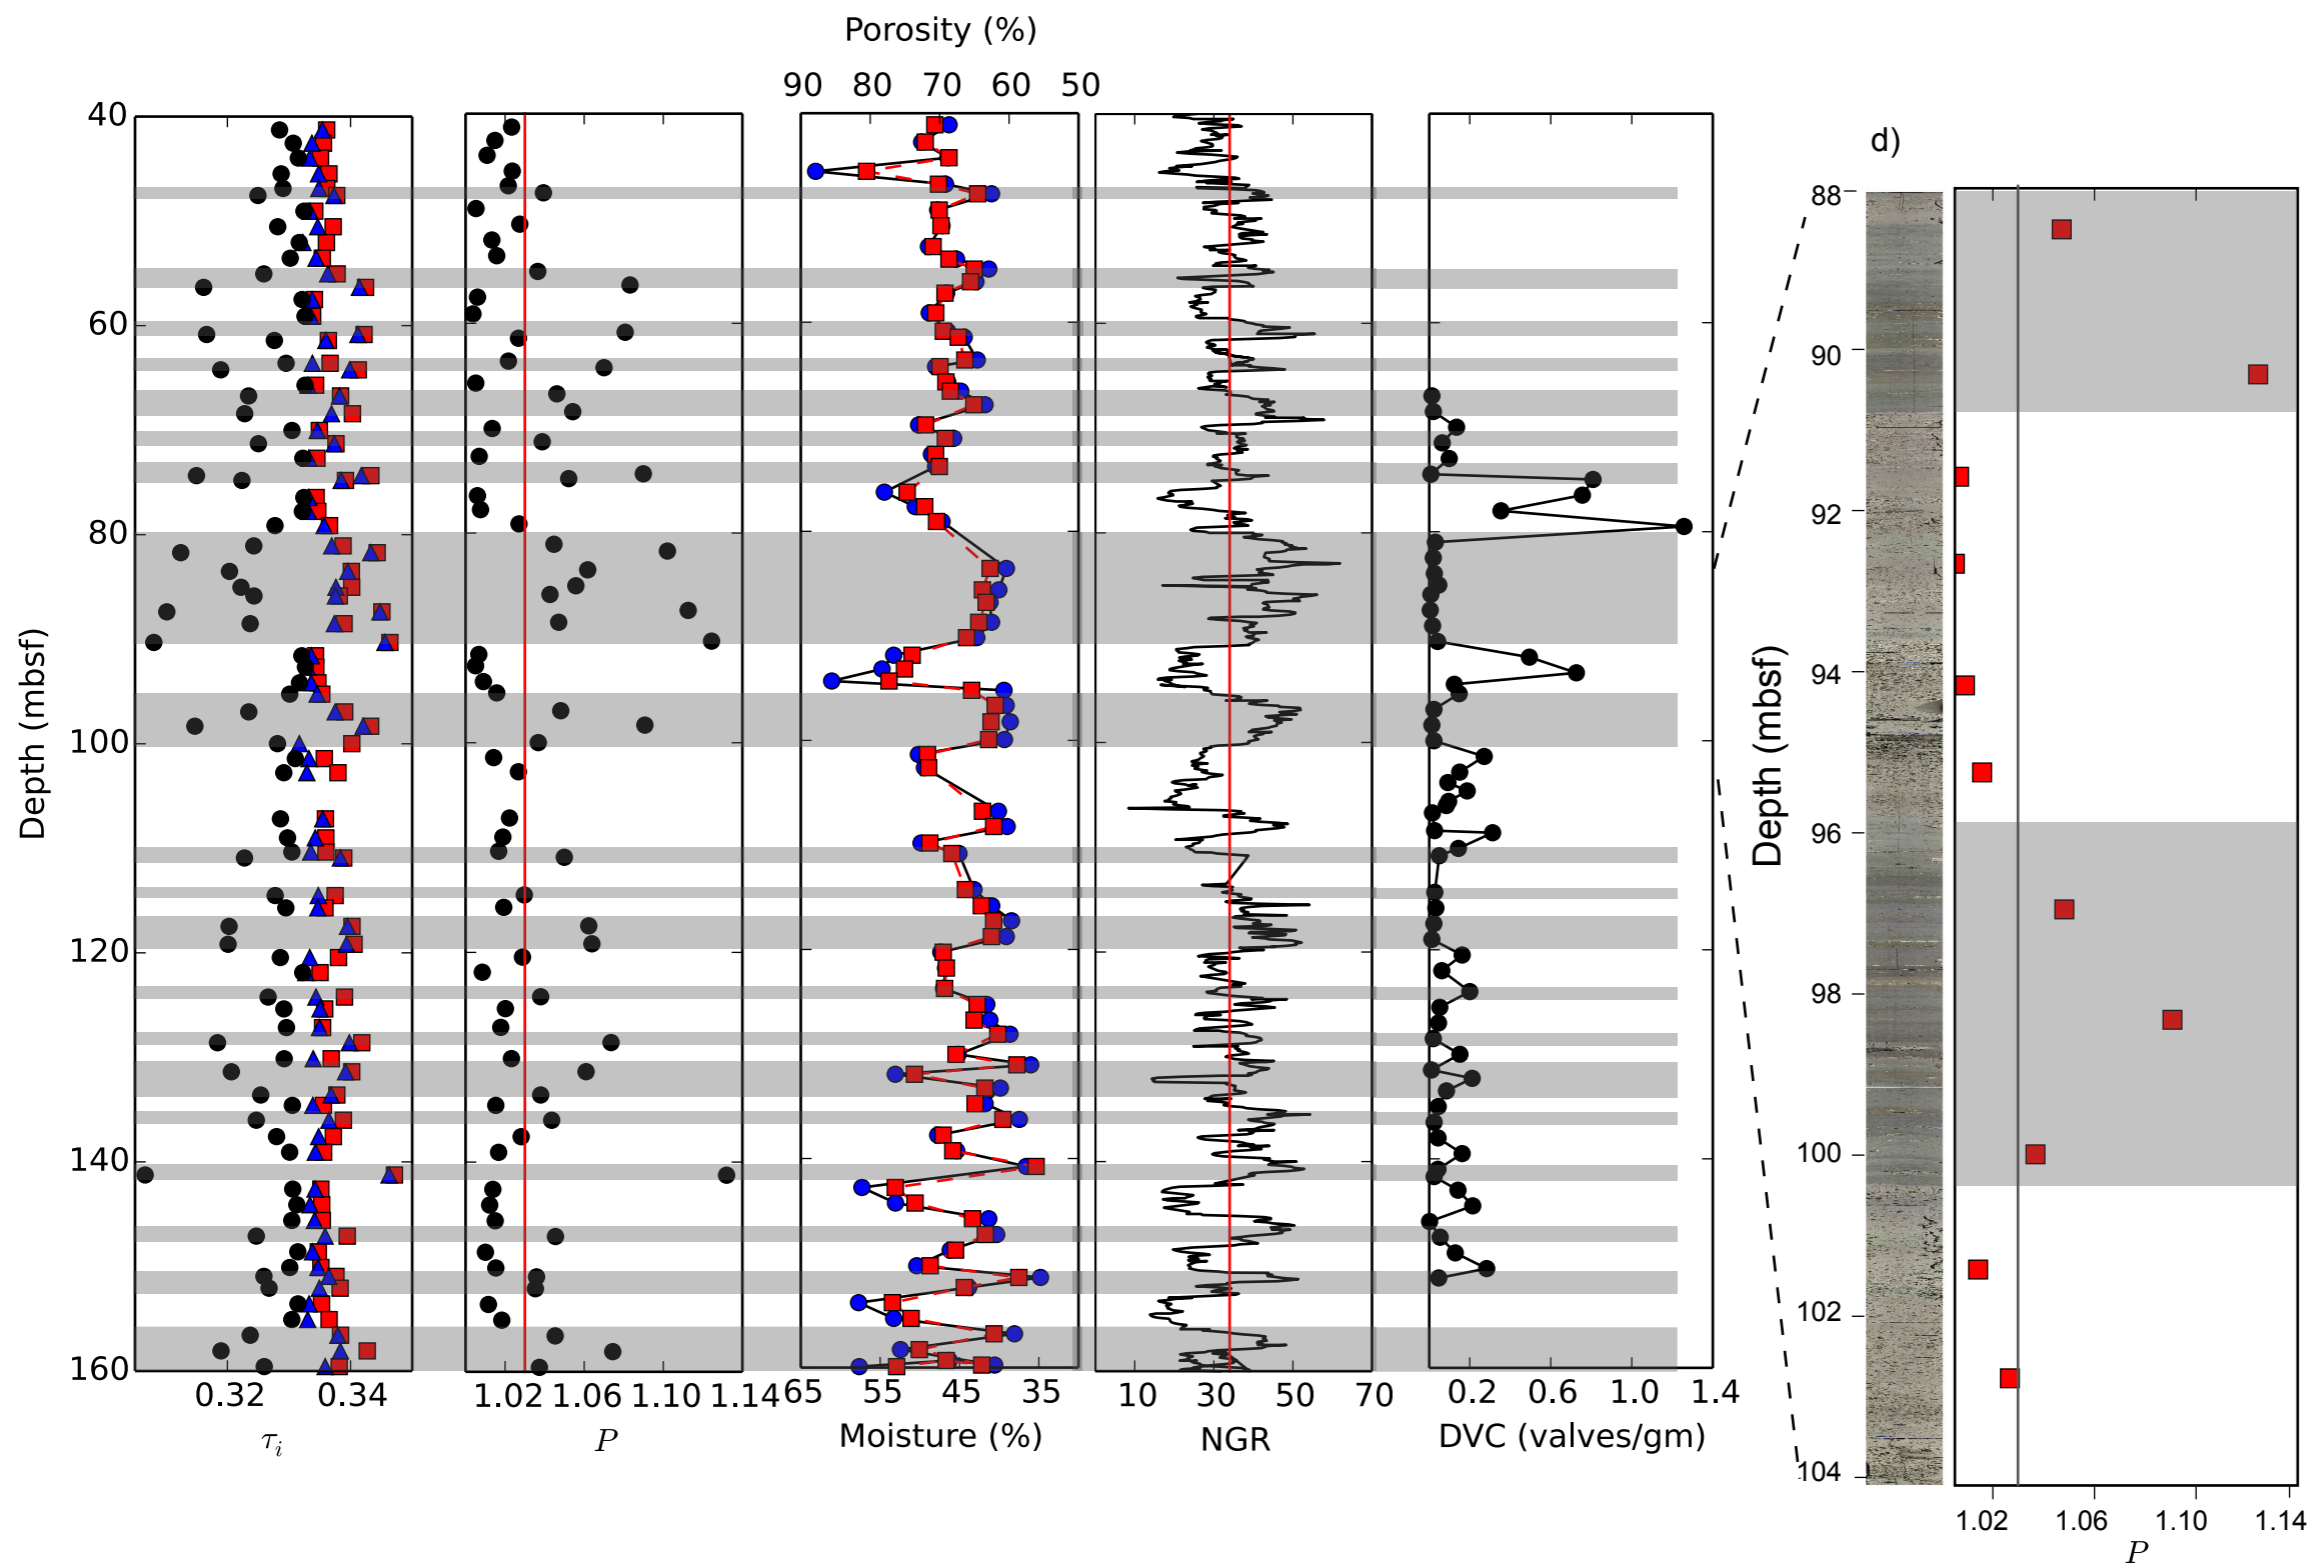 Porosity (%)
90 80 70 60 50
40
60
80
100
120
140
160
Depth (mbsf)
0.32 0.34
τi
1.02 1.06 1.10 1.14
P
65 55 45 35
Moisture (%)
10 30 50 70
NGR
0.2 0.6 1.0 1.4
DVC (valves/gm)
d)
88
90
92
94
96
98
100
102
104
Depth (mbsf)
1.02 1.06 1.10 1.14
P